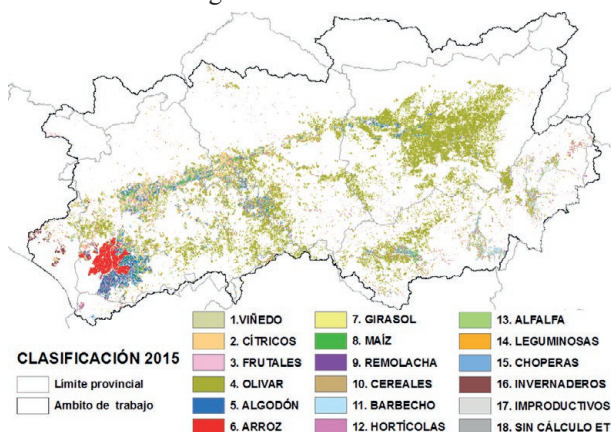 CLASIFICACIÓN 2015
Límite provincial
Ambito de trabajo
1.VIÑEDO
2. CÍTRICOS
3. FRUTALES
4. OLIVAR
5. ALGODÓN
6. ARROZ
7. GIRASOL
8. MAÍZ
9. REMOLACHA
10. CEREALES
11. BARBECHO
12. HORTÍCOLAS
13. ALFALFA
14. LEGUMINOSAS
15. CHOPERAS
16. INVERNADEROS
17. IMPRODUCTIVOS
18. SIN CÁLCULO ET